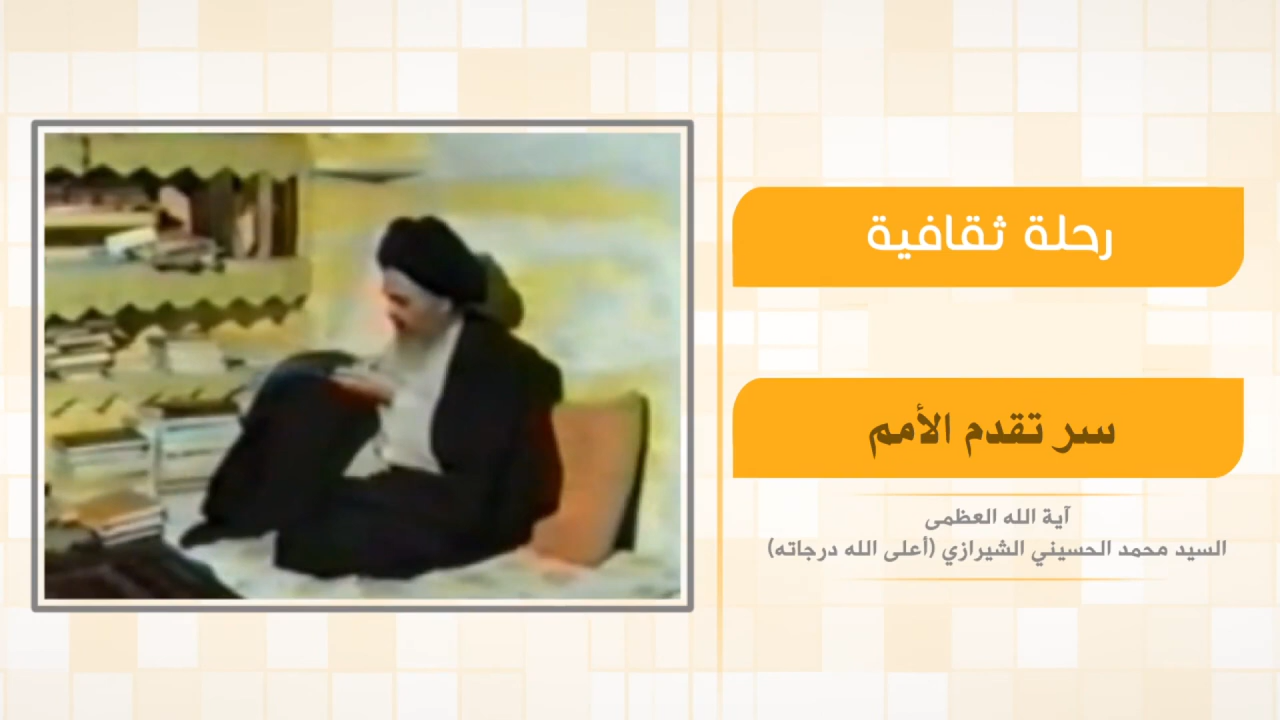 رحلة ثقافية
سر تقدم الأمم
آية الله العظمى
السيد محمد الحسيني الشيرازي (أعلى الله درجاته)